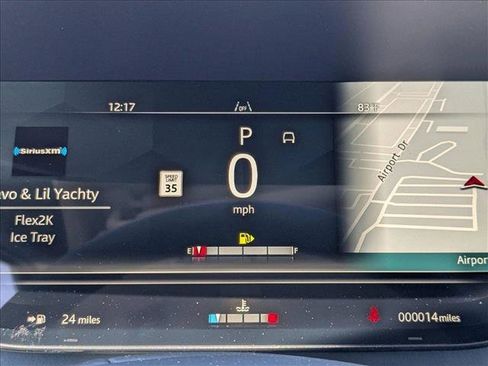 12:17
OFF
83°F
P
SiriusXM
Airport Dr
SPEED
LIMIT
35
0
mph
vo & Lil Yachty
Flex2K
Ice Tray
E
F
Airpor
24 miles
000014 miles